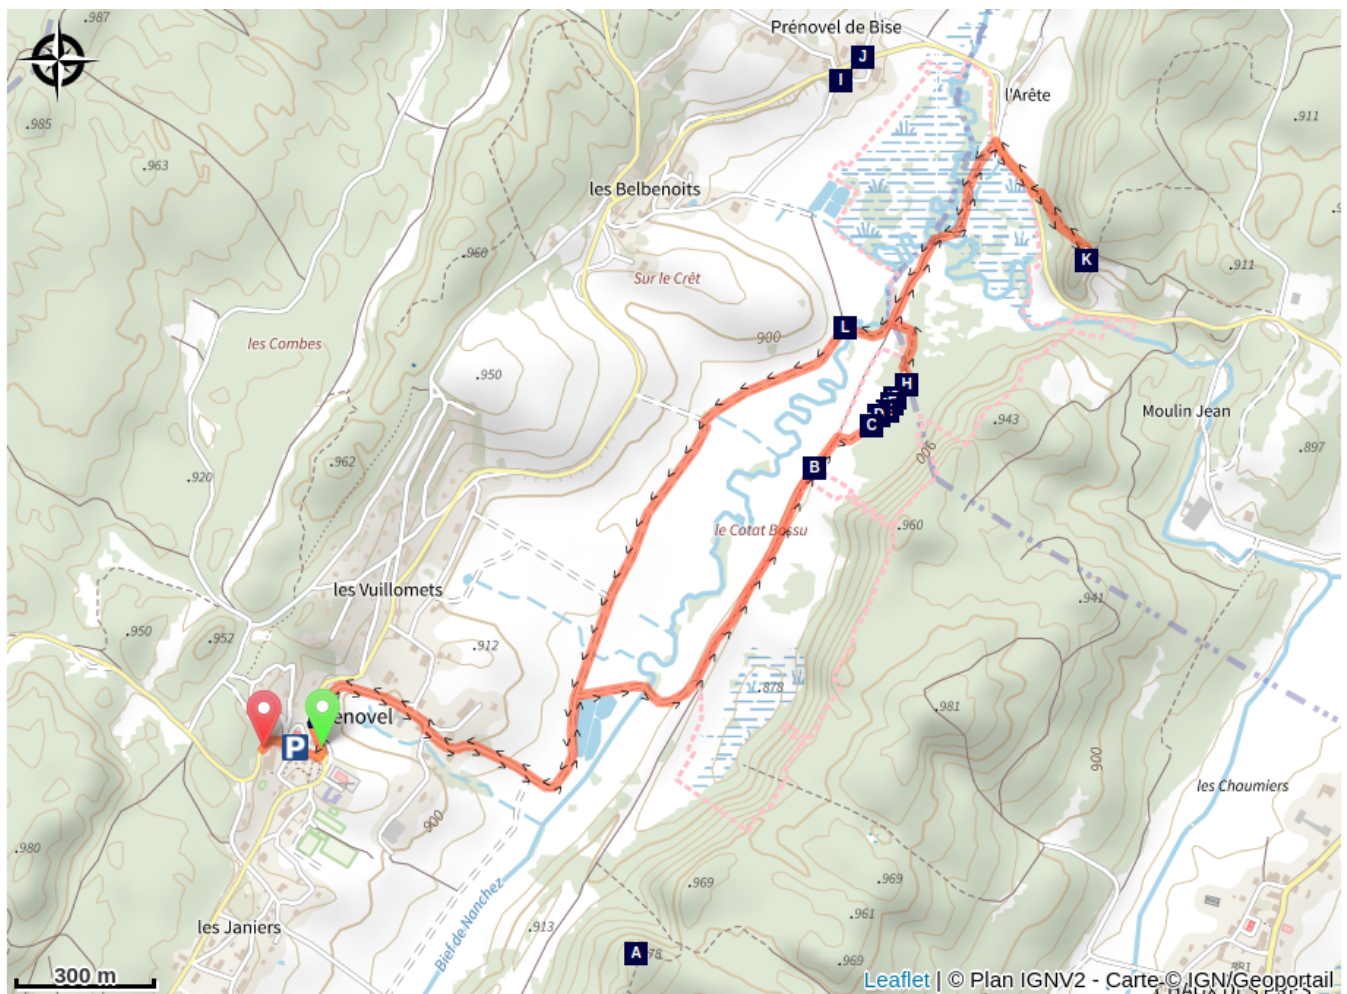 .987
Prénovel de Bise
J
I
l'Arête
.985
.911
.963
les Belbenoits
.960
K
Sur le Crêt
.911
L
les Combes
900
.950
H
C
.943
Moulin Jean
900
.962
B
.897
.920
le Cotat Bossu
.960
les Vuillomets
.941
.950
.952
.912
.878
.981
enovel
P
900
les Chaumiers
900
.980
.969
.969
Bief de Nanchez
.961
les Janiers
.913
A
78
.969
881
300 m
Leaflet | © Plan IGNV2 - Carte © IGN/Geoportail